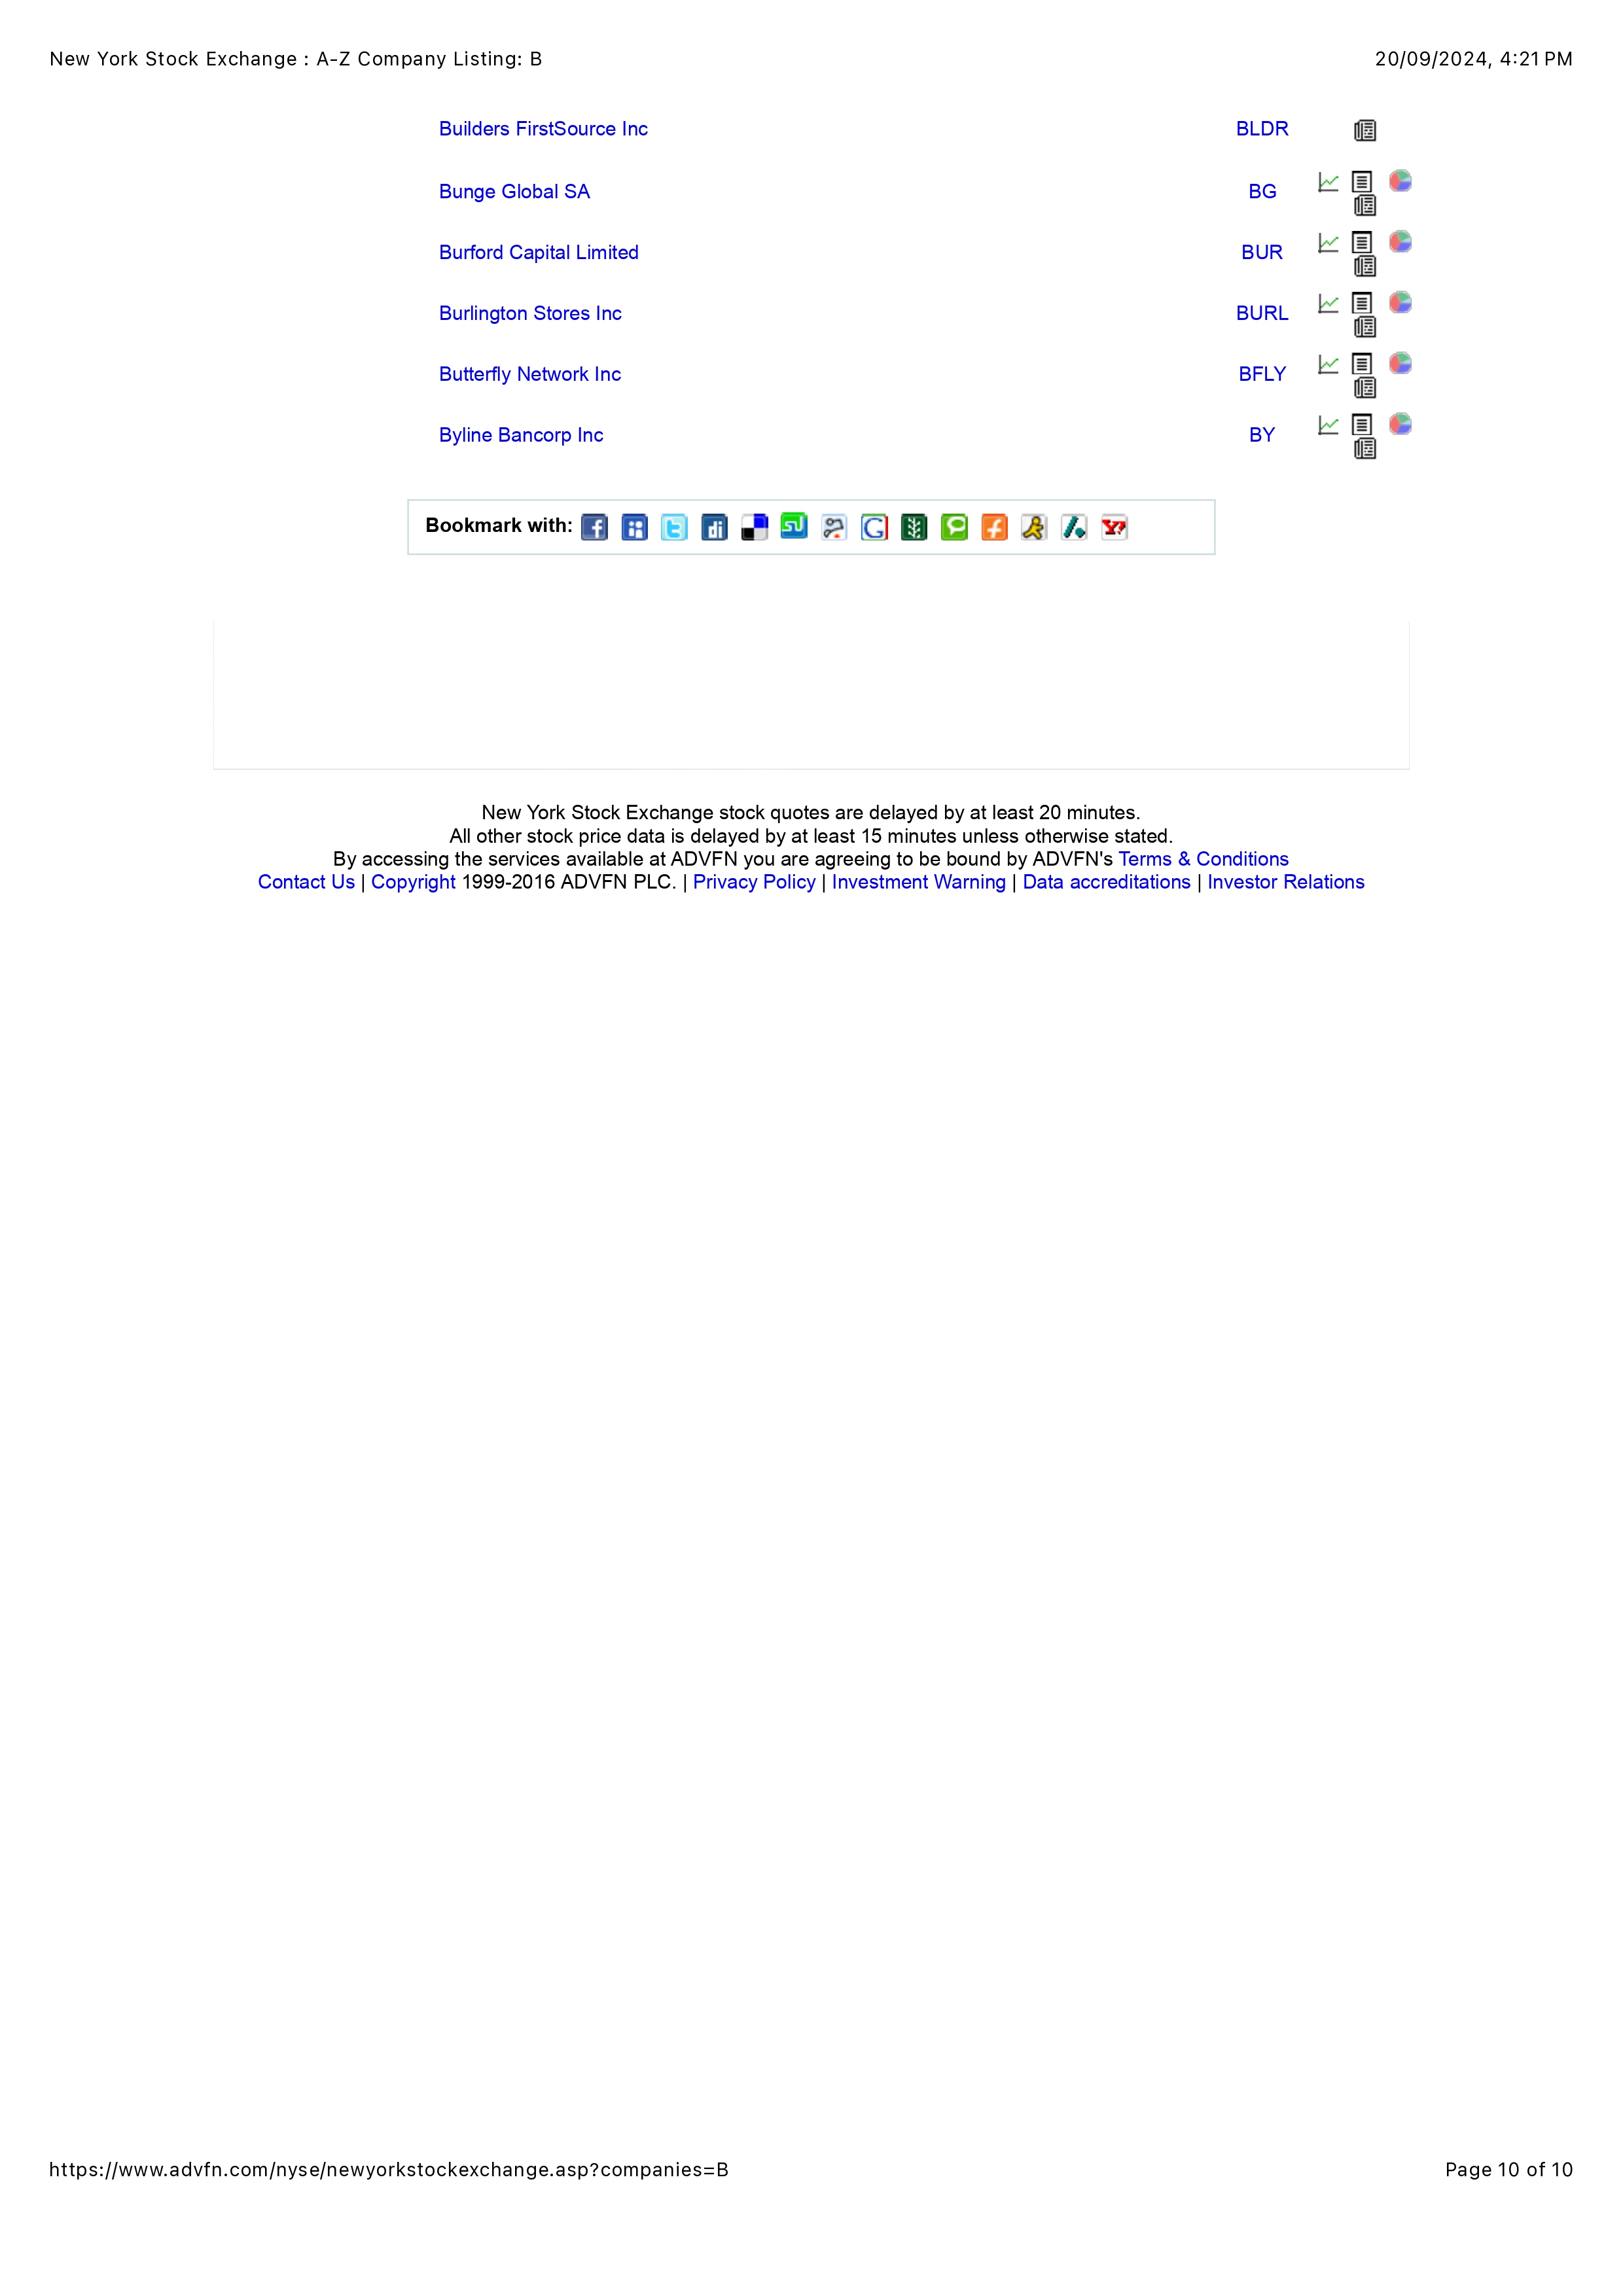 New York Stock Exchange : A-Z Company Listing: B 20/09/2024, 4:21 PM
Builders FirstSource Inc BLDR
Bunge Global SA BG
Burford Capital Limited BUR
Burlington Stores Inc BURL
Butterfly Network Inc BFLY
Byline Bancorp Inc BY
Bookmark with:
New York Stock Exchange stock quotes are delayed by at least 20 minutes.
All other stock price data is delayed by at least 15 minutes unless otherwise stated.
By accessing the services available at ADVFN you are agreeing to be bound by ADVFN's Terms & Conditions
Contact Us | Copyright 1999-2016 ADVFN PLC. | Privacy Policy | Investment Warning | Data accreditations | Investor Relations
https://www.advfn.com/nyse/newyorkstockexchange.asp?companies=B Page 10 of 10